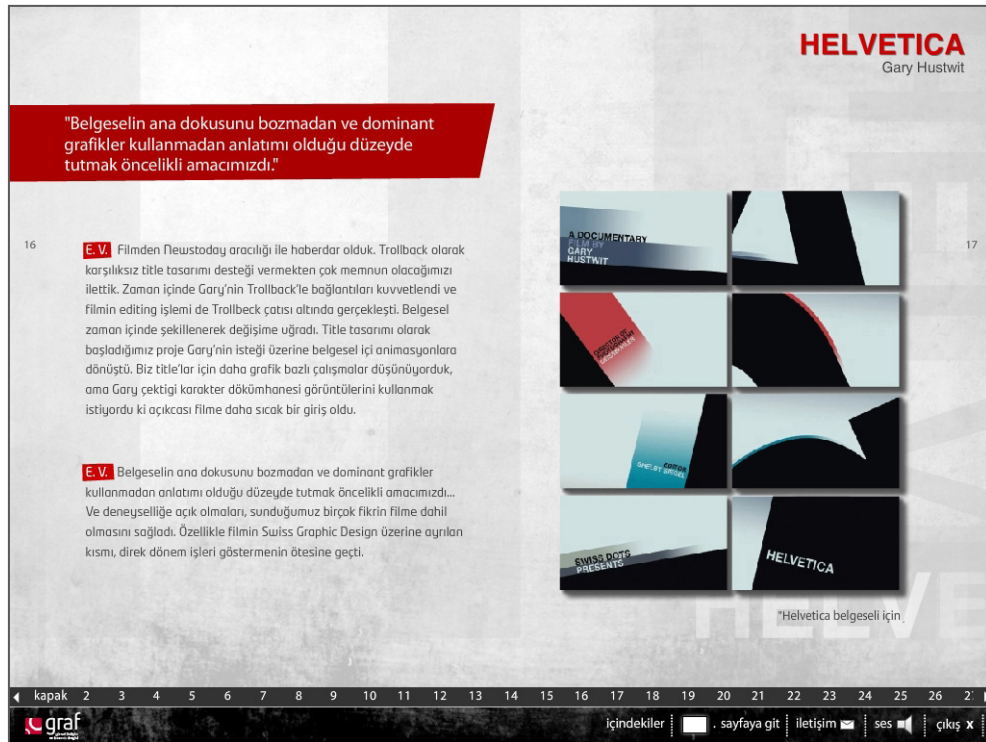 HELVETICA
Gary Hustwit
"Belgeselin ana dokusunu bozmadan ve dominant
grafikler kullanmadan anlatımı olduğu düzeyde
tutmak öncelikli amacımızdı."
16
E. V. Filmden Newstoday aracılığı ile haberdar olduk. Trollback olarak
karşılıksız title tasarımı desteği vermekten çok memnun olacağımızı
ilettik. Zaman içinde Gary'nin Trollback'le bağlantıları kuvvetlendi ve
filmin editing işlemi de Trollbeck çatısı altında gerçekleşti. Belgesel
zaman içinde şekillenerek değişime uğradı. Title tasarımı olarak
başladığımız proje Gary'nin isteği üzerine belgesel içi animasyonlara
dönüştü. Biz title'lar için daha grafik bazlı çalışmalar düşünüyorduk,
ama Gary çektigi karakter dökümhanesi görüntülerini kullanmak
istiyordu ki açıkcası filme daha sıcak bir giriş oldu.
E. V. Belgeselin ana dokusunu bozmadan ve dominant grafikler
kullanmadan anlatımı olduğu düzeyde tutmak öncelikli amacımızdı...
Ve deneyselliğe açık olmaları, sunduğumuz birçok fikrin filme dahil
olmasını sağladı. Özellikle filmin Swiss Graphic Design üzerine ayrılan
kısmı, direk dönem işleri göstermenin ötesine geçti.
17
A DOCUMENTARY
FILM BY
GARY
HUSTWIT
DIRECTOR OF
PHOTOGRAPHY
EDITOR
SHELBY SIEGEL
SWISS DOTS
PRESENTS
HELVETICA
"Helvetica belgeseli için
HELVE
kapak 2 3 4 5 6 7 8 9 10 11 12 13 14 15 16 17 18 19 20 21 22 23 24 25 26
graf
içindekiler . sayfaya git iletişim ses çıkış x